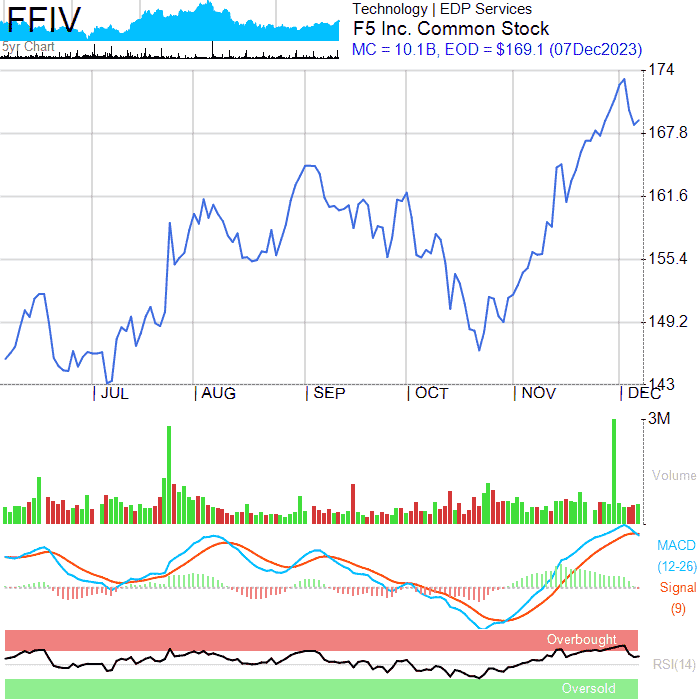 FFIV
5yr Chart
Technology | EDP Services
F5 Inc. Common Stock
MC = 10.1B, EOD = $169.1 (07Dec2023)
174
167.8
161.6
155.4
149.2
143
JUL AUG SEP OCT NOV DEC
3M
Volume
MACD
(12-26)
Signal
(9)
Overbought
RSI(14)
Oversold